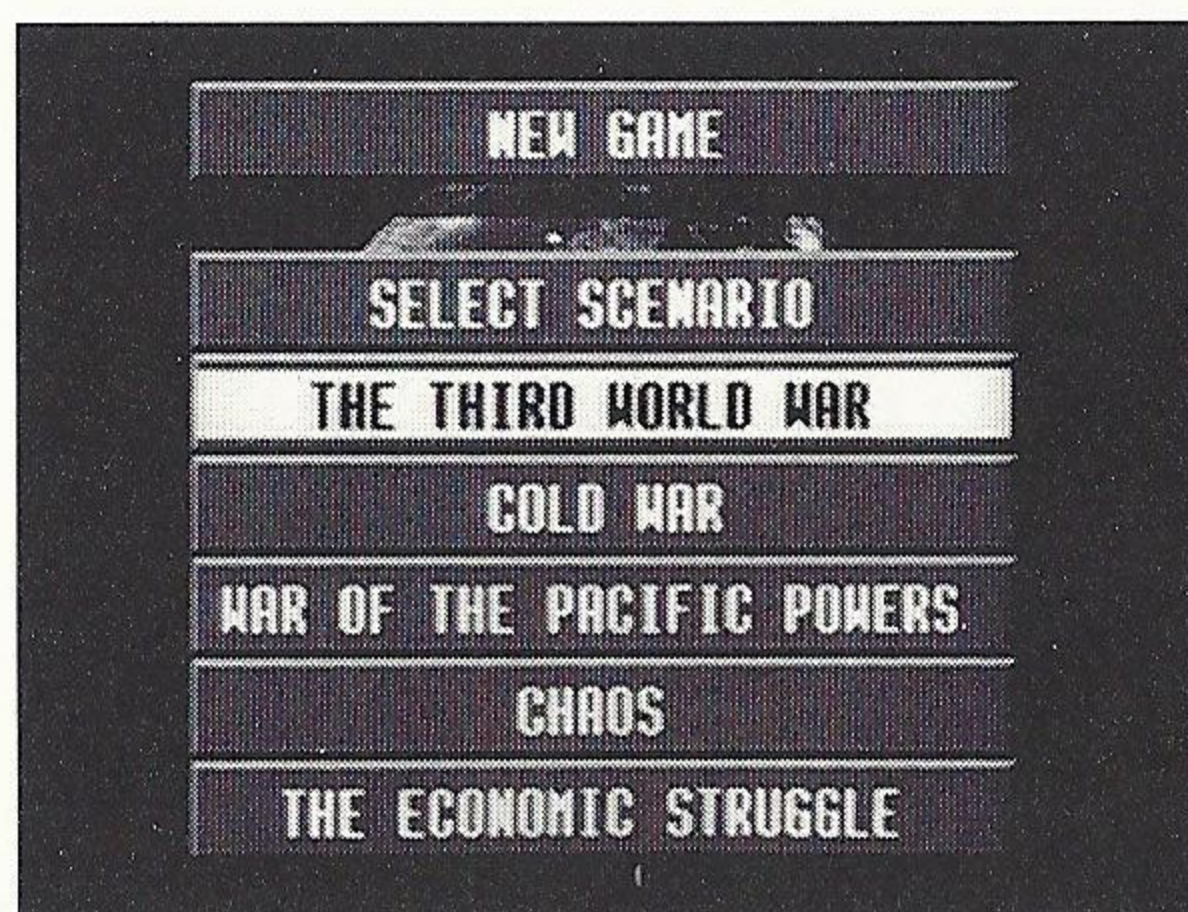 NEW GAME
SELECT SCENARIO
THE THIRD WORLD WAR
COLD WAR
WAR OF THE PACIFIC POWERS.
CHAOS
THE ECONOMIC STRUGGLE